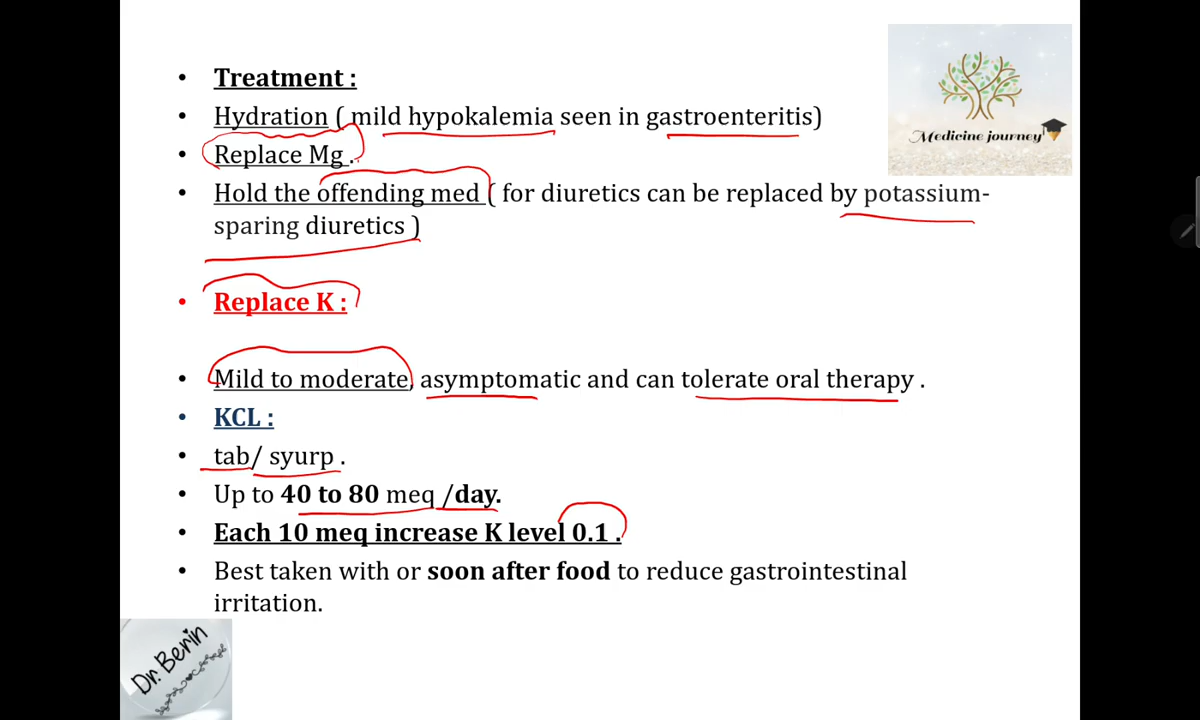 Treatment :
Hydration ( mild hypokalemia seen in gastroenteritis)
Replace Mg .
Hold the offending med ( for diuretics can be replaced by potassium-
sparing diuretics )
Replace K :
Mild to moderate, asymptomatic and can tolerate oral therapy .
KCL :
tab/ syurp .
Up to 40 to 80 meq /day.
Each 10 meq increase K level 0.1 .
Best taken with or soon after food to reduce gastrointestinal
irritation.
Medicine journey
Dr. Berin